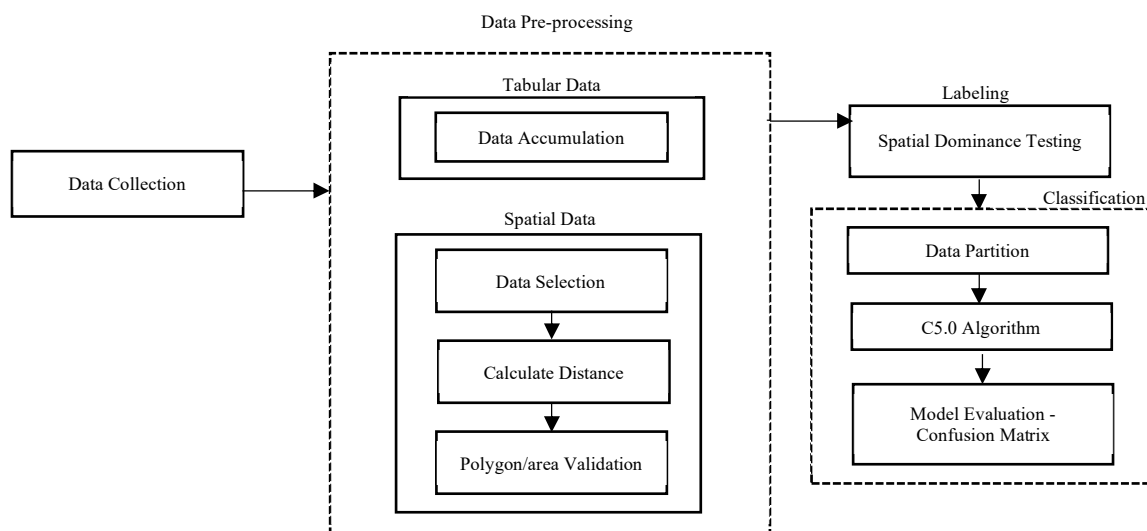 Data Pre-processing
Data Collection
Tabular Data
Data Accumulation
Spatial Data
Data Selection
Calculate Distance
Polygon/area Validation
Labeling
Spatial Dominance Testing
Classification
Data Partition
C5.0 Algorithm
Model Evaluation -
Confusion Matrix